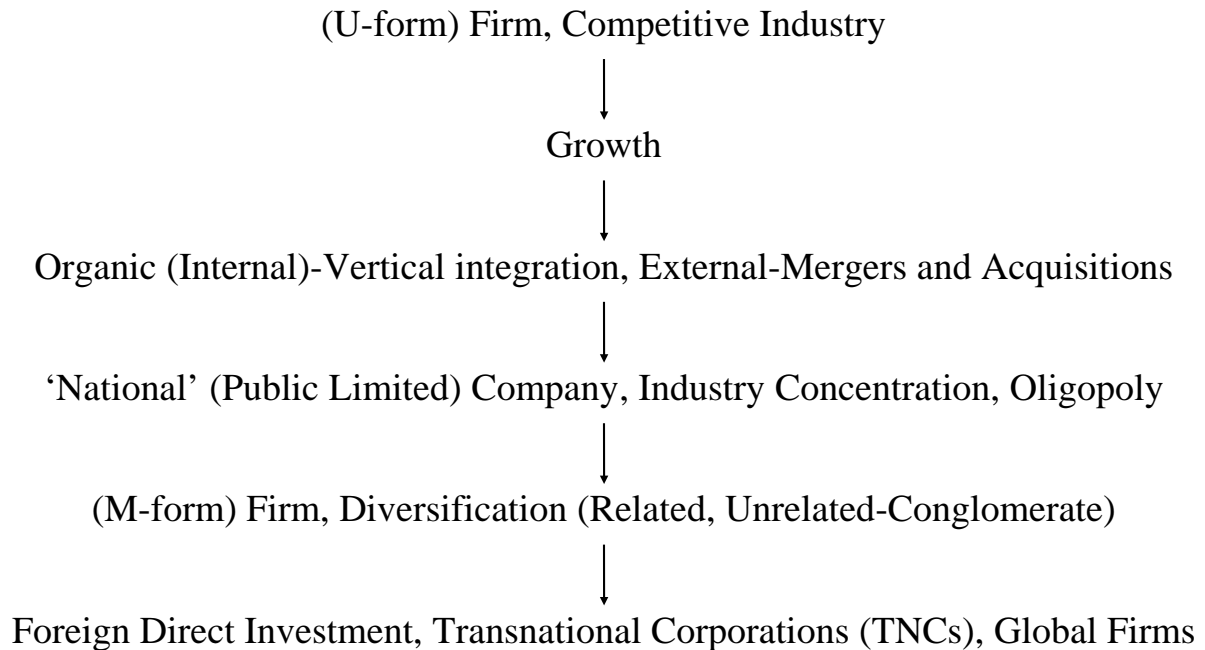 (U-form) Firm, Competitive Industry
Growth
Organic (Internal)-Vertical integration, External-Mergers and Acquisitions
‘National’ (Public Limited) Company, Industry Concentration, Oligopoly
(M-form) Firm, Diversification (Related, Unrelated-Conglomerate)
Foreign Direct Investment, Transnational Corporations (TNCs), Global Firms